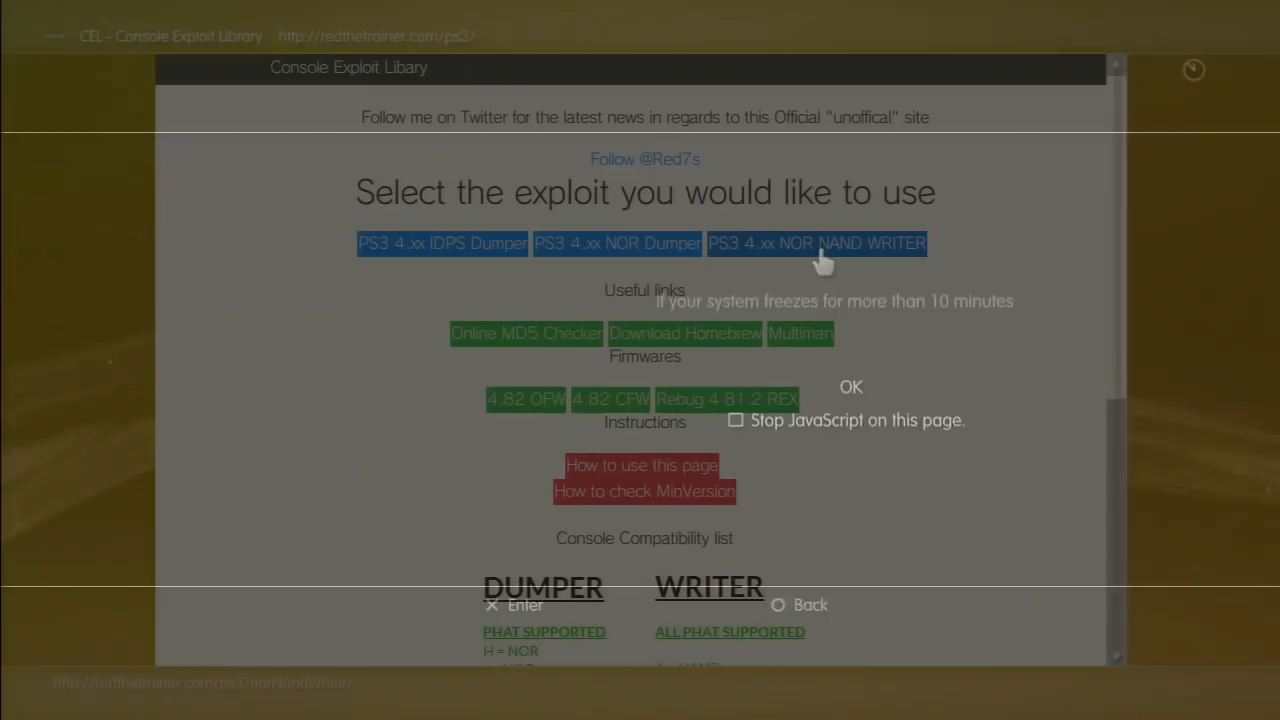 CEL - Console Exploit Library http://redthetrainer.com/ps3/
Console Exploit Libary
Follow me on Twitter for the latest news in regards to this Official "unoffical" site
Follow @Red7s
Select the exploit you would like to use
PS3 4.xx IDPS Dumper PS3 4.xx NOR Dumper PS3 4.xx NOR NAND WRITER
Useful links
If your system freezes for more than 10 minutes
Online MD5 Checker Download Homebrew Multiman
Firmwares
OK
4.82 OFW 4.82 CFW Rebug 4 81.2 REX
Instructions
Stop JavaScript on this page.
How to use this page
How to check MinVersion
Console Compatibility list
DUMPER WRITER
Enter Back
PHAT SUPPORTED ALL PHAT SUPPORTED
H = NOR
http://redthetrainer.com/ps3/norNandWriter/